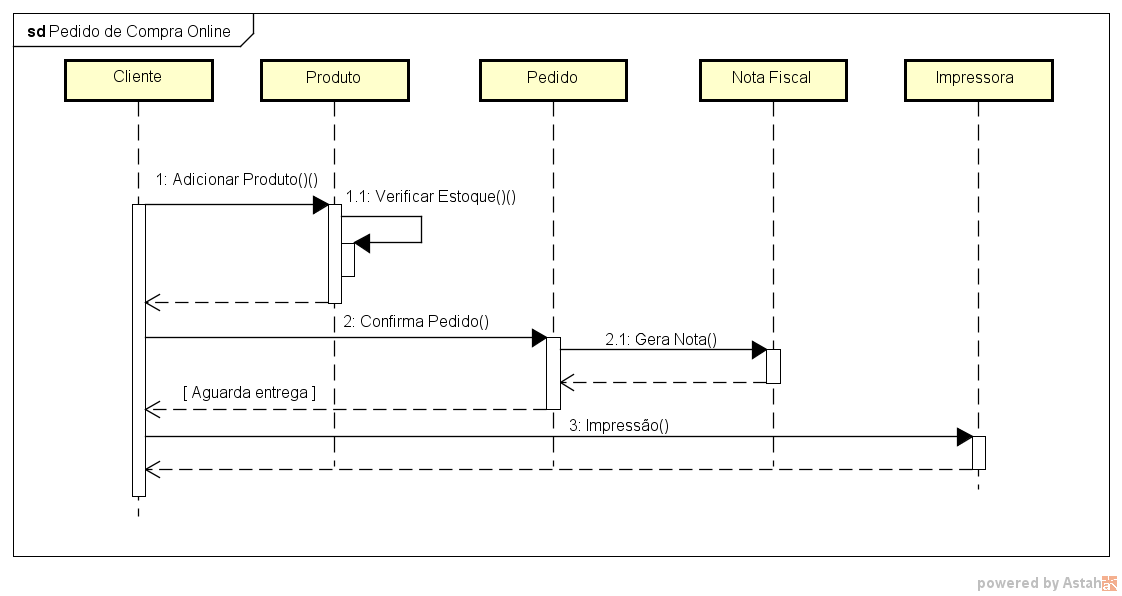 sd Pedido de Compra Online
Cliente
Produto
Pedido
Nota Fiscal
Impressora
1: Adicionar Produto()()
1.1: Verificar Estoque()()
2: Confirma Pedido()
2.1: Gera Nota()
[ Aguarda entrega ]
3: Impressão()
powered by Astah